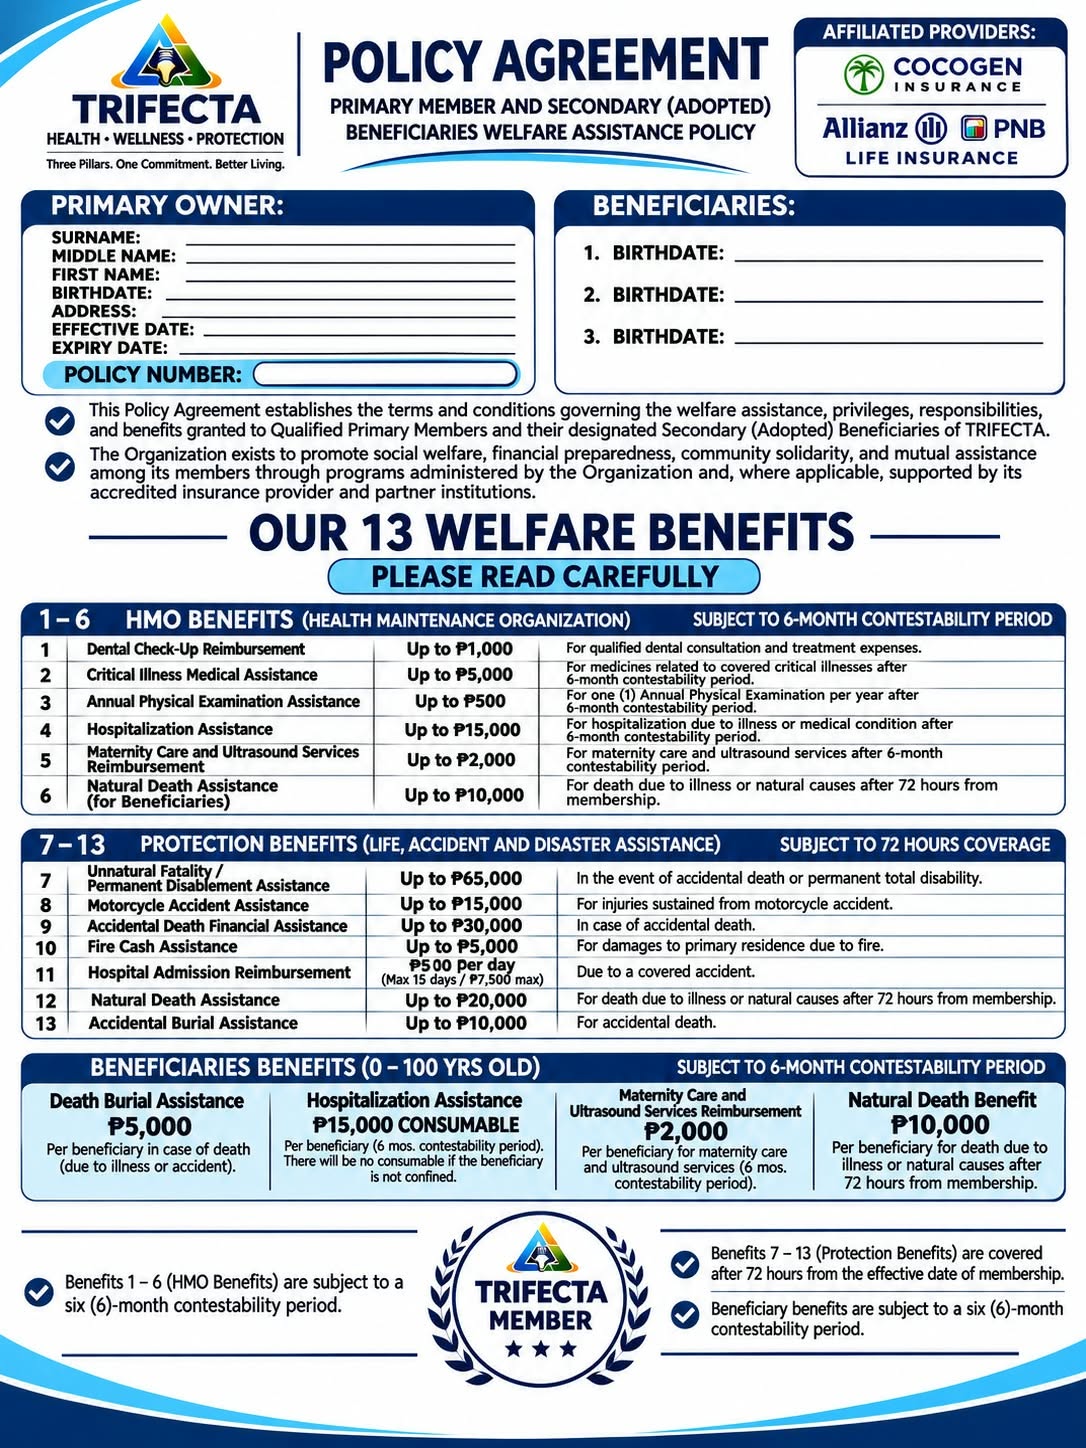 TRIFECTA
HEALTH • WELLNESS • PROTECTION
Three Pillars. One Commitment. Better Living.
POLICY AGREEMENT
PRIMARY MEMBER AND SECONDARY (ADOPTED)
BENEFICIARIES WELFARE ASSISTANCE POLICY
AFFILIATED PROVIDERS:
COCOGEN
INSURANCE
Allianz PNB
LIFE INSURANCE
PRIMARY OWNER:
SURNAME:
MIDDLE NAME:
FIRST NAME:
BIRTHDATE:
ADDRESS:
EFFECTIVE DATE:
EXPIRY DATE:
POLICY NUMBER:
BENEFICIARIES:
1. BIRTHDATE:
2. BIRTHDATE:
3. BIRTHDATE:
This Policy Agreement establishes the terms and conditions governing the welfare assistance, privileges, responsibilities,
and benefits granted to Qualified Primary Members and their designated Secondary (Adopted) Beneficiaries of TRIFECTA.
The Organization exists to promote social welfare, financial preparedness, community solidarity, and mutual assistance
among its members through programs administered by the Organization and, where applicable, supported by its
accredited insurance provider and partner institutions.
OUR 13 WELFARE BENEFITS
PLEASE READ CAREFULLY
1 – 6 HMO BENEFITS (HEALTH MAINTENANCE ORGANIZATION) SUBJECT TO 6-MONTH CONTESTABILITY PERIOD
1 Dental Check-Up Reimbursement Up to ₱1,000 For qualified dental consultation and treatment expenses.
2 Critical Illness Medical Assistance Up to ₱5,000 For medicines related to covered critical illnesses after
6-month contestability period.
3 Annual Physical Examination Assistance Up to ₱500 For one (1) Annual Physical Examination per year after
6-month contestability period.
4 Hospitalization Assistance Up to ₱15,000 For hospitalization due to illness or medical condition after
6-month contestability period.
5 Maternity Care and Ultrasound Services
Reimbursement Up to ₱2,000 For maternity care and ultrasound services after 6-month
contestability period.
6 Natural Death Assistance
(for Beneficiaries) Up to ₱10,000 For death due to illness or natural causes after 72 hours from
membership.
7 – 13 PROTECTION BENEFITS (LIFE, ACCIDENT AND DISASTER ASSISTANCE) SUBJECT TO 72 HOURS COVERAGE
7 Unnatural Fatality /
Permanent Disablement Assistance Up to ₱65,000 In the event of accidental death or permanent total disability.
8 Motorcycle Accident Assistance Up to ₱15,000 For injuries sustained from motorcycle accident.
9 Accidental Death Financial Assistance Up to ₱30,000 In case of accidental death.
10 Fire Cash Assistance Up to ₱5,000 For damages to primary residence due to fire.
11 Hospital Admission Reimbursement ₱500 per day
(Max 15 days / ₱7,500 max) Due to a covered accident.
12 Natural Death Assistance Up to ₱20,000 For death due to illness or natural causes after 72 hours from membership.
13 Accidental Burial Assistance Up to ₱10,000 For accidental death.
BENEFICIARIES BENEFITS (0 – 100 YRS OLD) SUBJECT TO 6-MONTH CONTESTABILITY PERIOD
Death Burial Assistance
₱5,000
Per beneficiary in case of death
(due to illness or accident).
Hospitalization Assistance
₱15,000 CONSUMABLE
Per beneficiary (6 mos. contestability period).
There will be no consumable if the beneficiary
is not confined.
Maternity Care and
Ultrasound Services Reimbursement
₱2,000
Per beneficiary for maternity care
and ultrasound services (6 mos.
contestability period).
Natural Death Benefit
₱10,000
Per beneficiary for death due to
illness or natural causes after
72 hours from membership.
Benefits 1 – 6 (HMO Benefits) are subject to a
six (6)-month contestability period.
TRIFECTA
MEMBER
Benefits 7 – 13 (Protection Benefits) are covered
after 72 hours from the effective date of membership.
Beneficiary benefits are subject to a six (6)-month
contestability period.